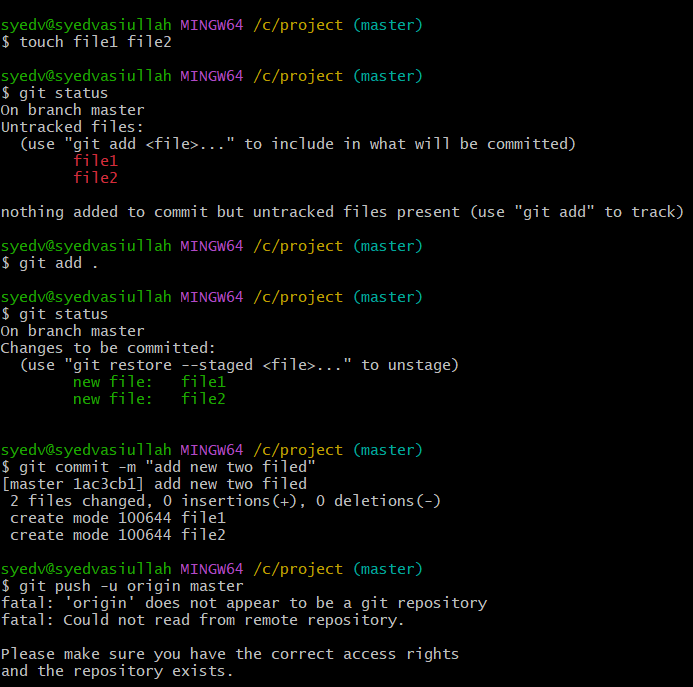 syedv@syedvasiullah MINGW64 /c/project (master)
$ touch file1 file2
syedv@syedvasiullah MINGW64 /c/project (master)
$ git status
On branch master
Untracked files:
  (use "git add <file>..." to include in what will be committed)
        file1
        file2
nothing added to commit but untracked files present (use "git add" to track)
syedv@syedvasiullah MINGW64 /c/project (master)
$ git add .
syedv@syedvasiullah MINGW64 /c/project (master)
$ git status
On branch master
Changes to be committed:
  (use "git restore --staged <file>..." to unstage)
        new file:   file1
        new file:   file2
syedv@syedvasiullah MINGW64 /c/project (master)
$ git commit -m "add new two filed"
[master 1ac3cb1] add new two filed
 2 files changed, 0 insertions(+), 0 deletions(-)
 create mode 100644 file1
 create mode 100644 file2
syedv@syedvasiullah MINGW64 /c/project (master)
$ git push -u origin master
fatal: 'origin' does not appear to be a git repository
fatal: Could not read from remote repository.
Please make sure you have the correct access rights
and the repository exists.